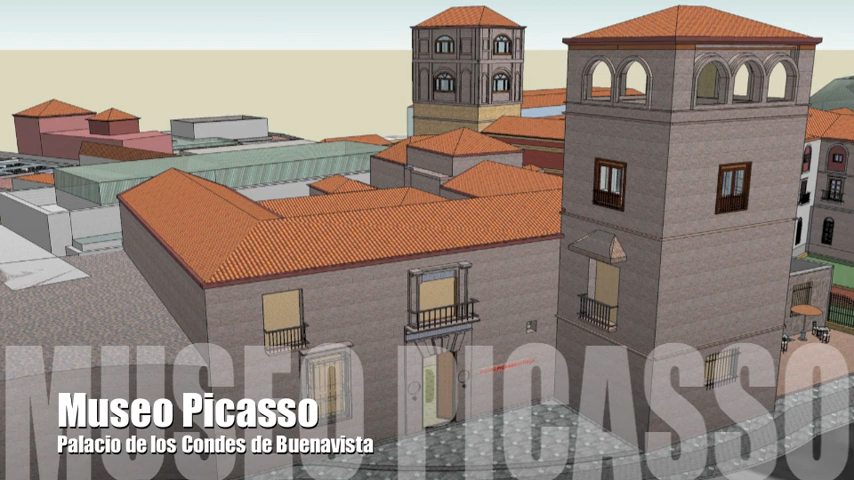 MUSEO PICASSO
Museo Picasso
Palacio de los Condes de Buenavista